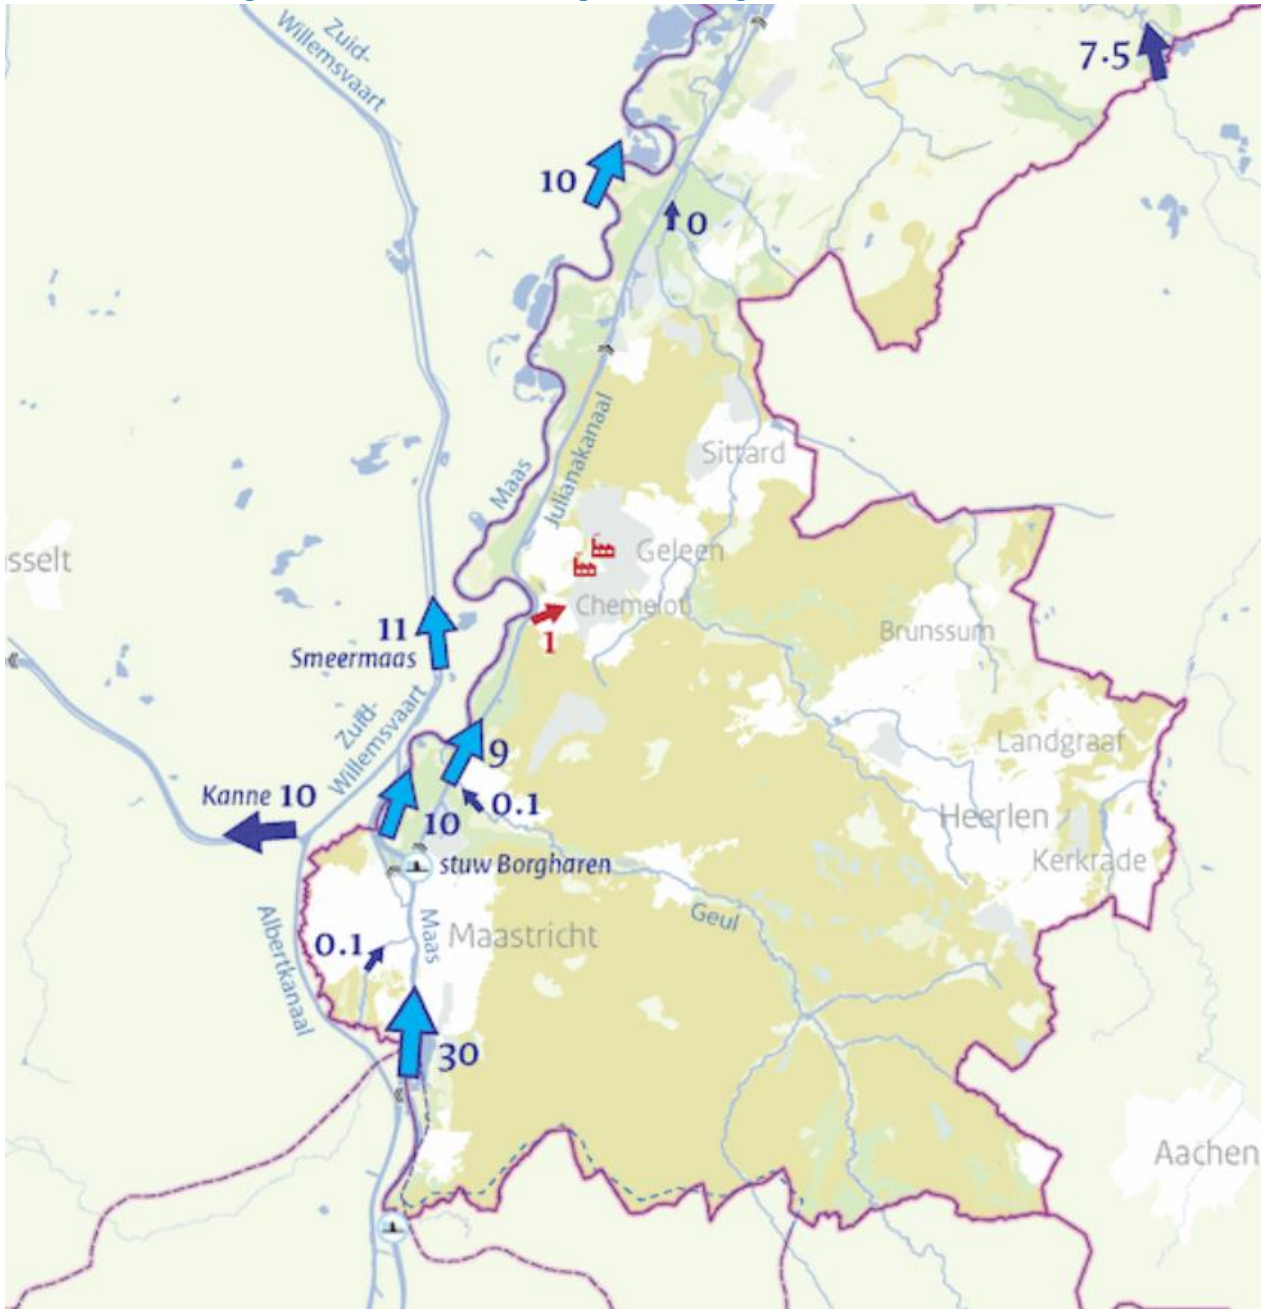 Zuid-
Willemsvaart
7.5
10
0
Maas
Julianakanaal
Sittard
sselt
Geleen
Chemelot
1
11
Smeermaas
Brunssum
Zuid-
Willemsvaart
Landgraaf
9
Kanne 10
0.1
10
Heerlen
Kerkrade
stuw Borgharen
Geul
Albertkanaal
Maas
Maastricht
0.1
30
Aachen